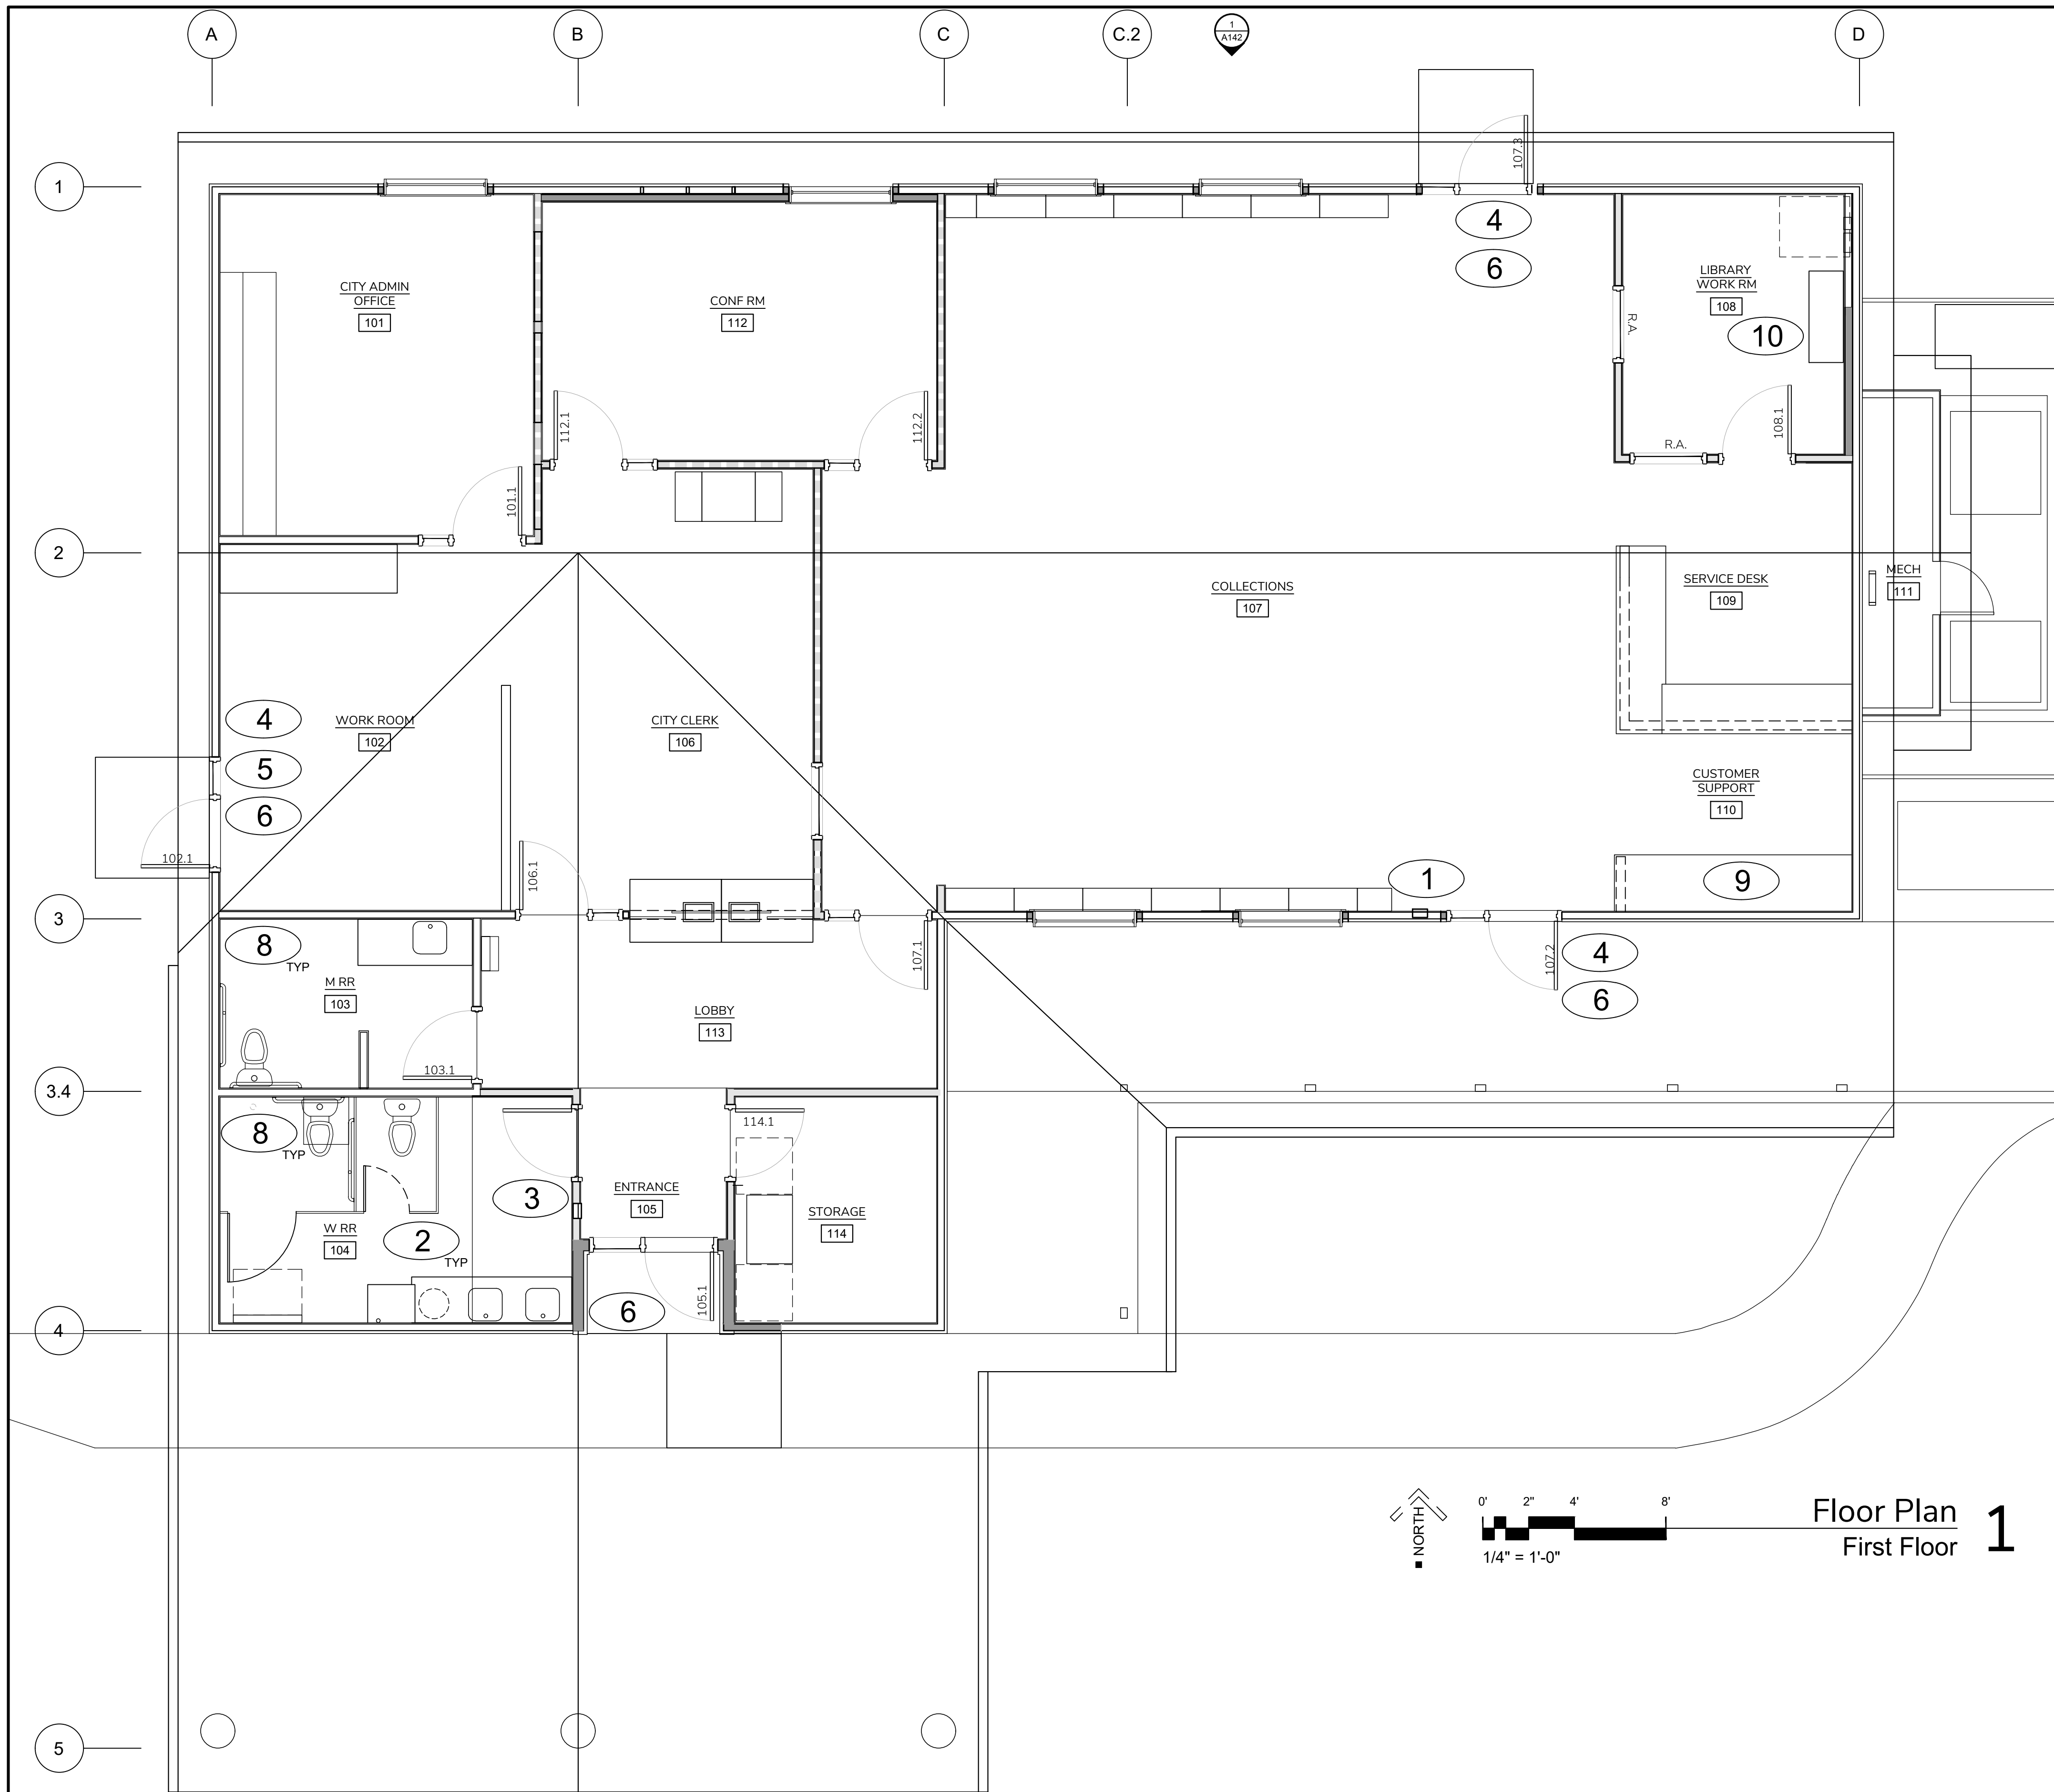 A
B
C
C.2
1
A142
D
1
107.3
4
6
CITY ADMIN
OFFICE
101
CONF RM
112
LIBRARY
WORK RM
108
R.A.
10
112.1
112.2
108.1
R.A.
101.1
2
COLLECTIONS
107
SERVICE DESK
109
MECH
111
4
WORK ROOM
102
CITY CLERK
106
5
CUSTOMER
SUPPORT
110
6
102.1
106.1
1
9
3
8
TYP
M RR
103
107.1
107.2
4
6
LOBBY
113
103.1
3.4
8
TYP
114.1
ENTRANCE
105
3
STORAGE
114
W RR
104
2
TYP
105.1
6
4
NORTH
0'
2"
4'
8'
1/4" = 1'-0"
Floor Plan
First Floor
1
5